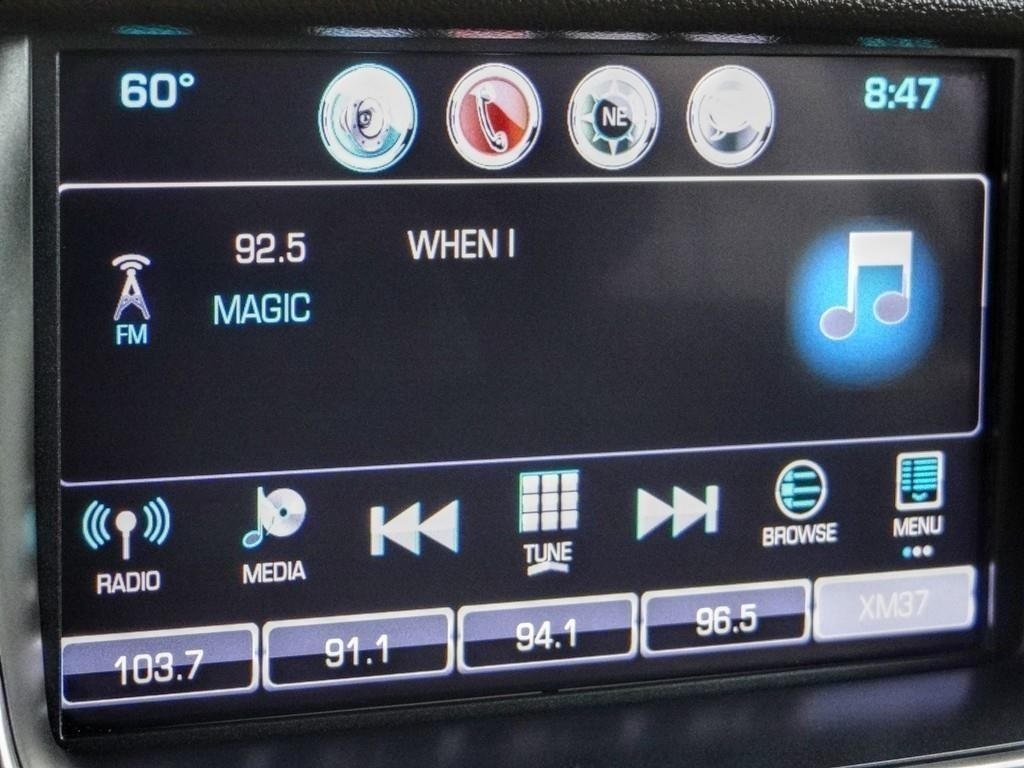 60°
NE
8:47
92.5
WHEN I
MAGIC
FM
RADIO
MEDIA
TUNE
BROWSE
MENU
103.7
91.1
94.1
96.5
XM37